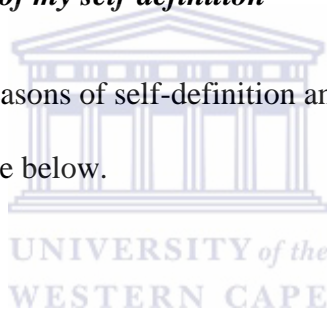 of my self-definition
easons of self-definition an
e below.
UNIVERSITY of the
WESTERN CAPE